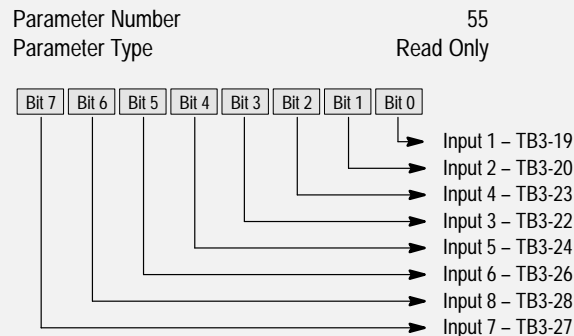 Parameter Number 55
Parameter Type Read Only
Bit 7 Bit 6 Bit 5 Bit 4 Bit 3 Bit 2 Bit 1 Bit 0
Input 1 – TB3-19
Input 2 – TB3-20
Input 4 – TB3-23
Input 3 – TB3-22
Input 5 – TB3-24
Input 6 – TB3-26
Input 8 – TB3-28
Input 7 – TB3-27